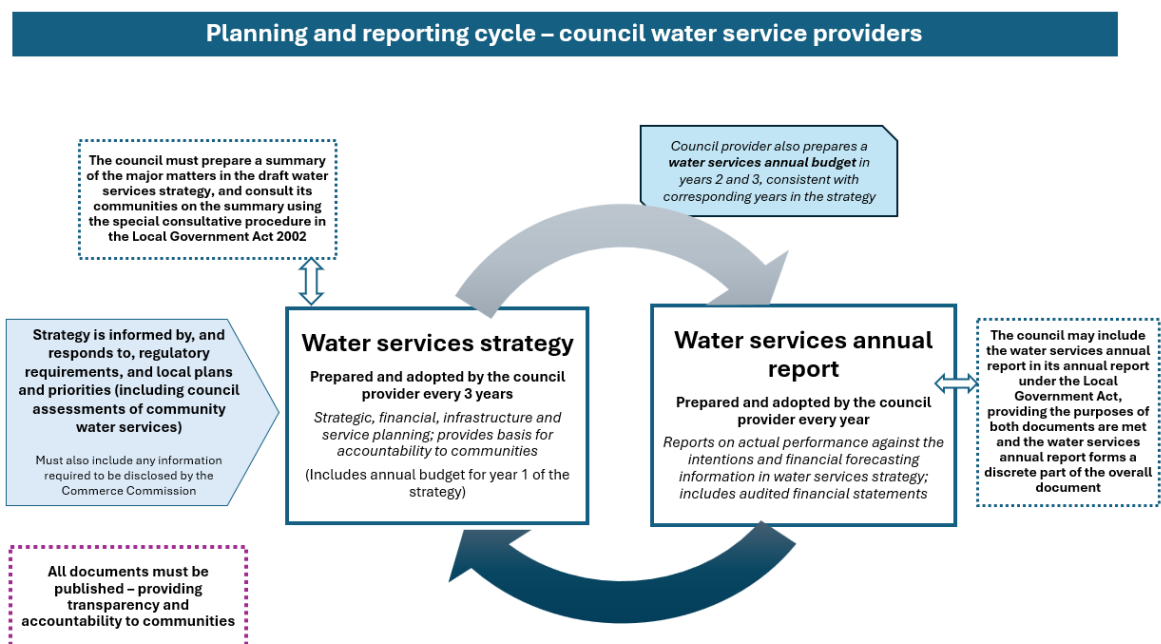 Planning and reporting cycle – council water service providers
The council must prepare a summary
of the major matters in the draft water
services strategy, and consult its
communities on the summary using
the special consultative procedure in
the Local Government Act 2002
Council provider also prepares a
water services annual budget in
years 2 and 3, consistent with
corresponding years in the strategy
Strategy is informed by, and
responds to, regulatory
requirements, and local plans
and priorities (including council
assessments of community
water services)
Must also include any information
required to be disclosed by the
Commerce Commission
Water services strategy
Prepared and adopted by the council
provider every 3 years
Strategic, financial, infrastructure and
service planning; provides basis for
accountability to communities
(Includes annual budget for year 1 of the
strategy)
Water services annual
report
Prepared and adopted by the council
provider every year
Reports on actual performance against the
intentions and financial forecasting
information in water services strategy;
includes audited financial statements
The council may include
the water services annual
report in its annual report
under the Local
Government Act,
providing the purposes of
both documents are met
and the water services
annual report forms a
discrete part of the overall
document
All documents must be
published – providing
transparency and
accountability to communities